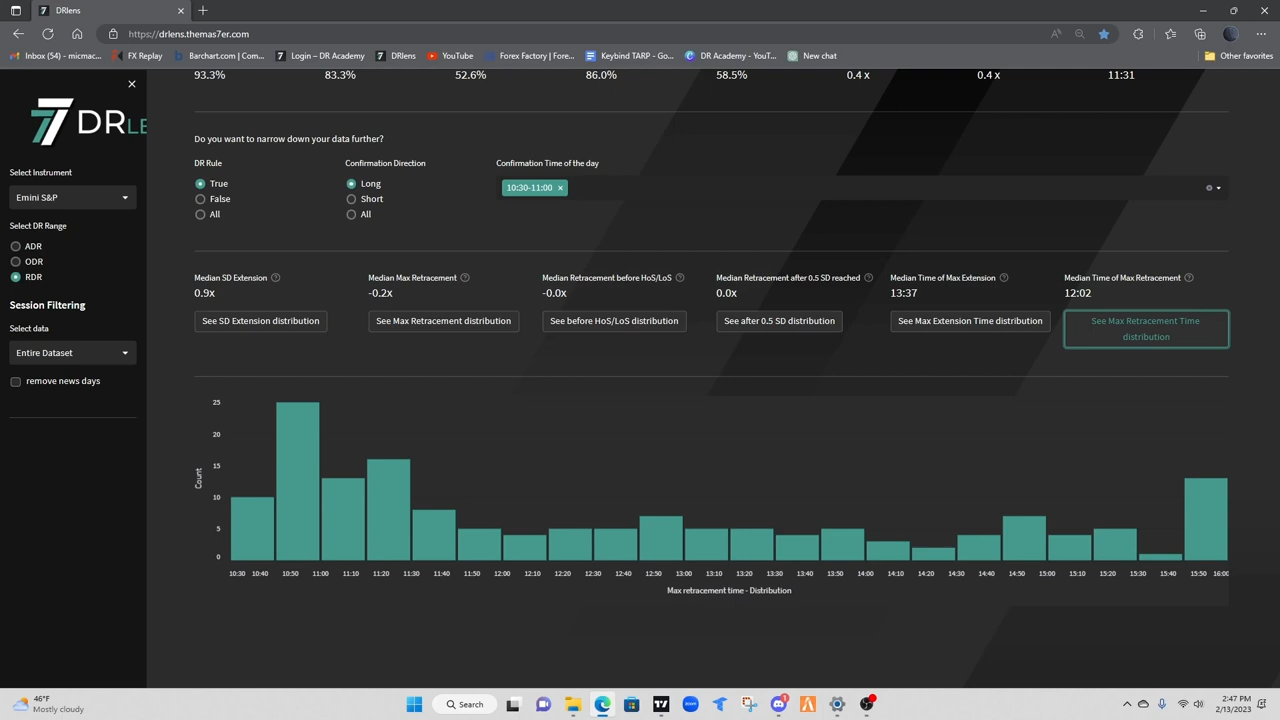 DRlens
https://drlens.themas7er.com
Inbox (54) – micmac...
FX Replay
Barchart.com | Com...
Login – DR Academy
DRlens
YouTube
Forex Factory | Fore...
Keybind TARP - Go...
DR Academy - YouT...
New chat
Other favorites
93.3%
83.3%
52.6%
86.0%
58.5%
0.4 x
0.4 x
11:31
DRLE
Select Instrument
Emini S&P
Select DR Range
ADR
ODR
RDR
Session Filtering
Select data
Entire Dataset
remove news days
Do you want to narrow down your data further?
DR Rule
True
False
All
Confirmation Direction
Long
Short
All
Confirmation Time of the day
10:30-11:00 ×
Median SD Extension
0.9x
See SD Extension distribution
Median Max Retracement
-0.2x
See Max Retracement distribution
Median Retracement before HoS/LoS
-0.0x
See before HoS/LoS distribution
Median Retracement after 0.5 SD reached
0.0x
See after 0.5 SD distribution
Median Time of Max Extension
13:37
See Max Extension Time distribution
Median Time of Max Retracement
12:02
See Max Retracement Time
distribution
25
20
15
10
5
0
Count
10:30 10:40 10:50 11:00 11:10 11:20 11:30 11:40 11:50 12:00 12:10 12:20 12:30 12:40 12:50 13:00 13:10 13:20 13:30 13:40 13:50 14:00 14:10 14:20 14:30 14:40 14:50 15:00 15:10 15:20 15:30 15:40 15:50 16:00
Max retracement time - Distribution
46°F
Mostly cloudy
Search
zoom
1
2:47 PM
2/13/2023